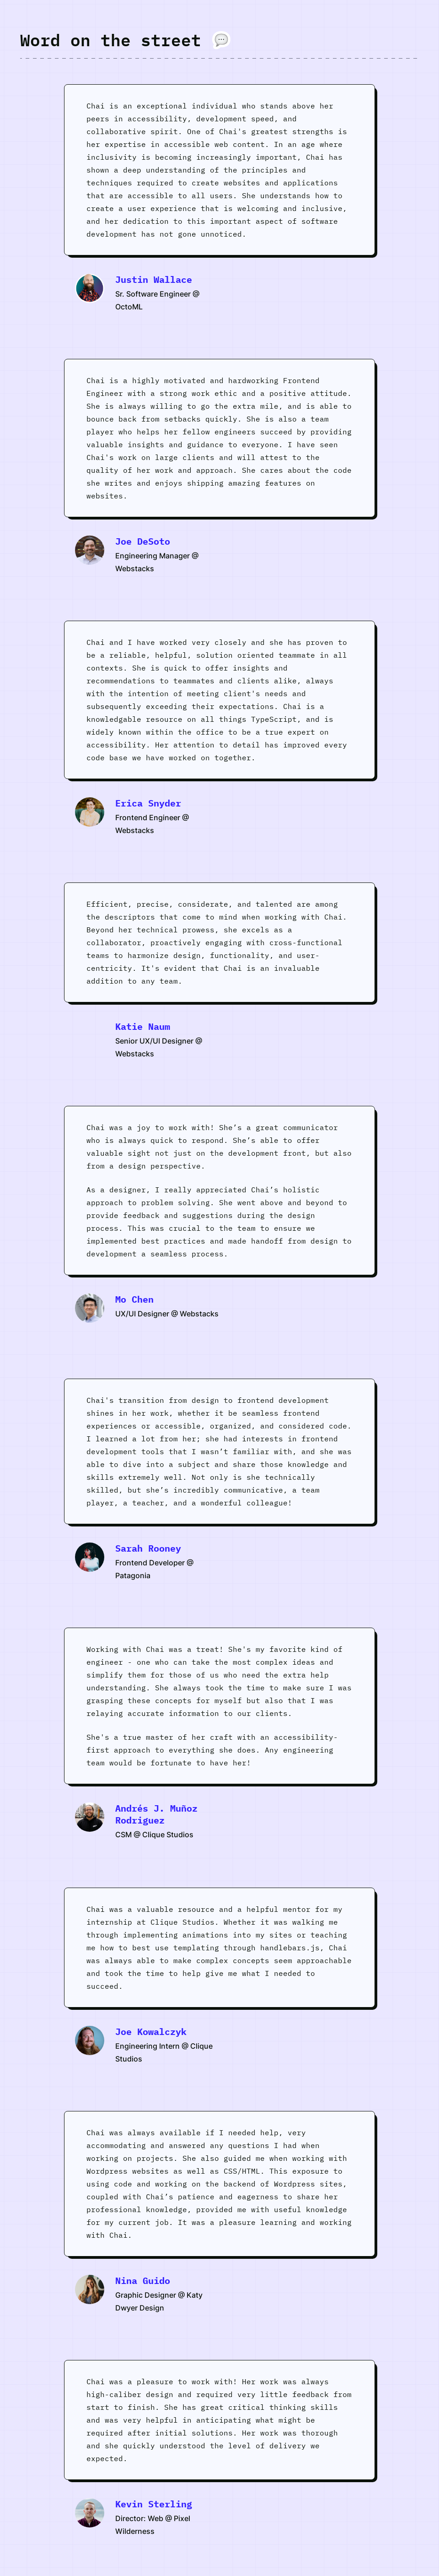 Word on the street 💬
Chai is an exceptional individual who stands above her
peers in accessibility, development speed, and
collaborative spirit. One of Chai's greatest strengths is
her expertise in accessible web content. In an age where
inclusivity is becoming increasingly important, Chai has
shown a deep understanding of the principles and
techniques required to create websites and applications
that are accessible to all users. She understands how to
create a user experience that is welcoming and inclusive,
and her dedication to this important aspect of software
development has not gone unnoticed.
Justin Wallace
Sr. Software Engineer @
OctoML
Chai is a highly motivated and hardworking Frontend
Engineer with a strong work ethic and a positive attitude.
She is always willing to go the extra mile, and is able to
bounce back from setbacks quickly. She is also a team
player who helps her fellow engineers succeed by providing
valuable insights and guidance to everyone. I have seen
Chai's work on large clients and will attest to the
quality of her work and approach. She cares about the code
she writes and enjoys shipping amazing features on
websites.
Joe DeSoto
Engineering Manager @
Webstacks
Chai and I have worked very closely and she has proven to
be a reliable, helpful, solution oriented teammate in all
contexts. She is quick to offer insights and
recommendations to teammates and clients alike, always
with the intention of meeting client's needs and
subsequently exceeding their expectations. Chai is a
knowledgable resource on all things TypeScript, and is
widely known within the office to be a true expert on
accessibility. Her attention to detail has improved every
code base we have worked on together.
Erica Snyder
Frontend Engineer @
Webstacks
Efficient, precise, considerate, and talented are among
the descriptors that come to mind when working with Chai.
Beyond her technical prowess, she excels as a
collaborator, proactively engaging with cross-functional
teams to harmonize design, functionality, and user-
centricity. It's evident that Chai is an invaluable
addition to any team.
Katie Naum
Senior UX/UI Designer @
Webstacks
Chai was a joy to work with! She’s a great communicator
who is always quick to respond. She’s able to offer
valuable sight not just on the development front, but also
from a design perspective.
As a designer, I really appreciated Chai’s holistic
approach to problem solving. She went above and beyond to
provide feedback and suggestions during the design
process. This was crucial to the team to ensure we
implemented best practices and made handoff from design to
development a seamless process.
Mo Chen
UX/UI Designer @ Webstacks
Chai's transition from design to frontend development
shines in her work, whether it be seamless frontend
experiences or accessible, organized, and considered code.
I learned a lot from her; she had interests in frontend
development tools that I wasn’t familiar with, and she was
able to dive into a subject and share those knowledge and
skills extremely well. Not only is she technically
skilled, but she’s incredibly communicative, a team
player, a teacher, and a wonderful colleague!
Sarah Rooney
Frontend Developer @
Patagonia
Working with Chai was a treat! She's my favorite kind of
engineer - one who can take the most complex ideas and
simplify them for those of us who need the extra help
understanding. She always took the time to make sure I was
grasping these concepts for myself but also that I was
relaying accurate information to our clients.
She's a true master of her craft with an accessibility-
first approach to everything she does. Any engineering
team would be fortunate to have her!
Andrés J. Muñoz
Rodriguez
CSM @ Clique Studios
Chai was a valuable resource and a helpful mentor for my
internship at Clique Studios. Whether it was walking me
through implementing animations into my sites or teaching
me how to best use templating through handlebars.js, Chai
was always able to make complex concepts seem approachable
and took the time to help give me what I needed to
succeed.
Joe Kowalczyk
Engineering Intern @ Clique
Studios
Chai was always available if I needed help, very
accommodating and answered any questions I had when
working on projects. She also guided me when working with
Wordpress websites as well as CSS/HTML. This exposure to
using code and working on the backend of Wordpress sites,
coupled with Chai’s patience and eagerness to share her
professional knowledge, provided me with useful knowledge
for my current job. It was a pleasure learning and working
with Chai.
Nina Guido
Graphic Designer @ Katy
Dwyer Design
Chai was a pleasure to work with! Her work was always
high-caliber design and required very little feedback from
start to finish. She has great critical thinking skills
and was very helpful in anticipating what might be
required after initial solutions. Her work was thorough
and she quickly understood the level of delivery we
expected.
Kevin Sterling
Director: Web @ Pixel
Wilderness